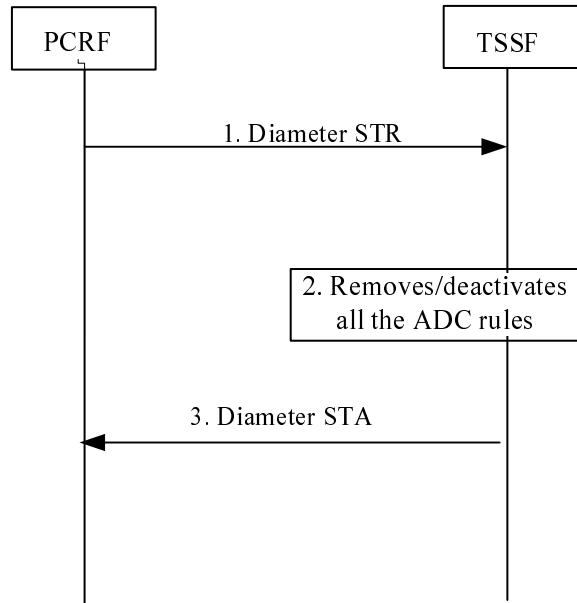 PCRF
TSSF
1. Diameter STR
2. Removes/deactivates
all the ADC rules
3. Diameter STA